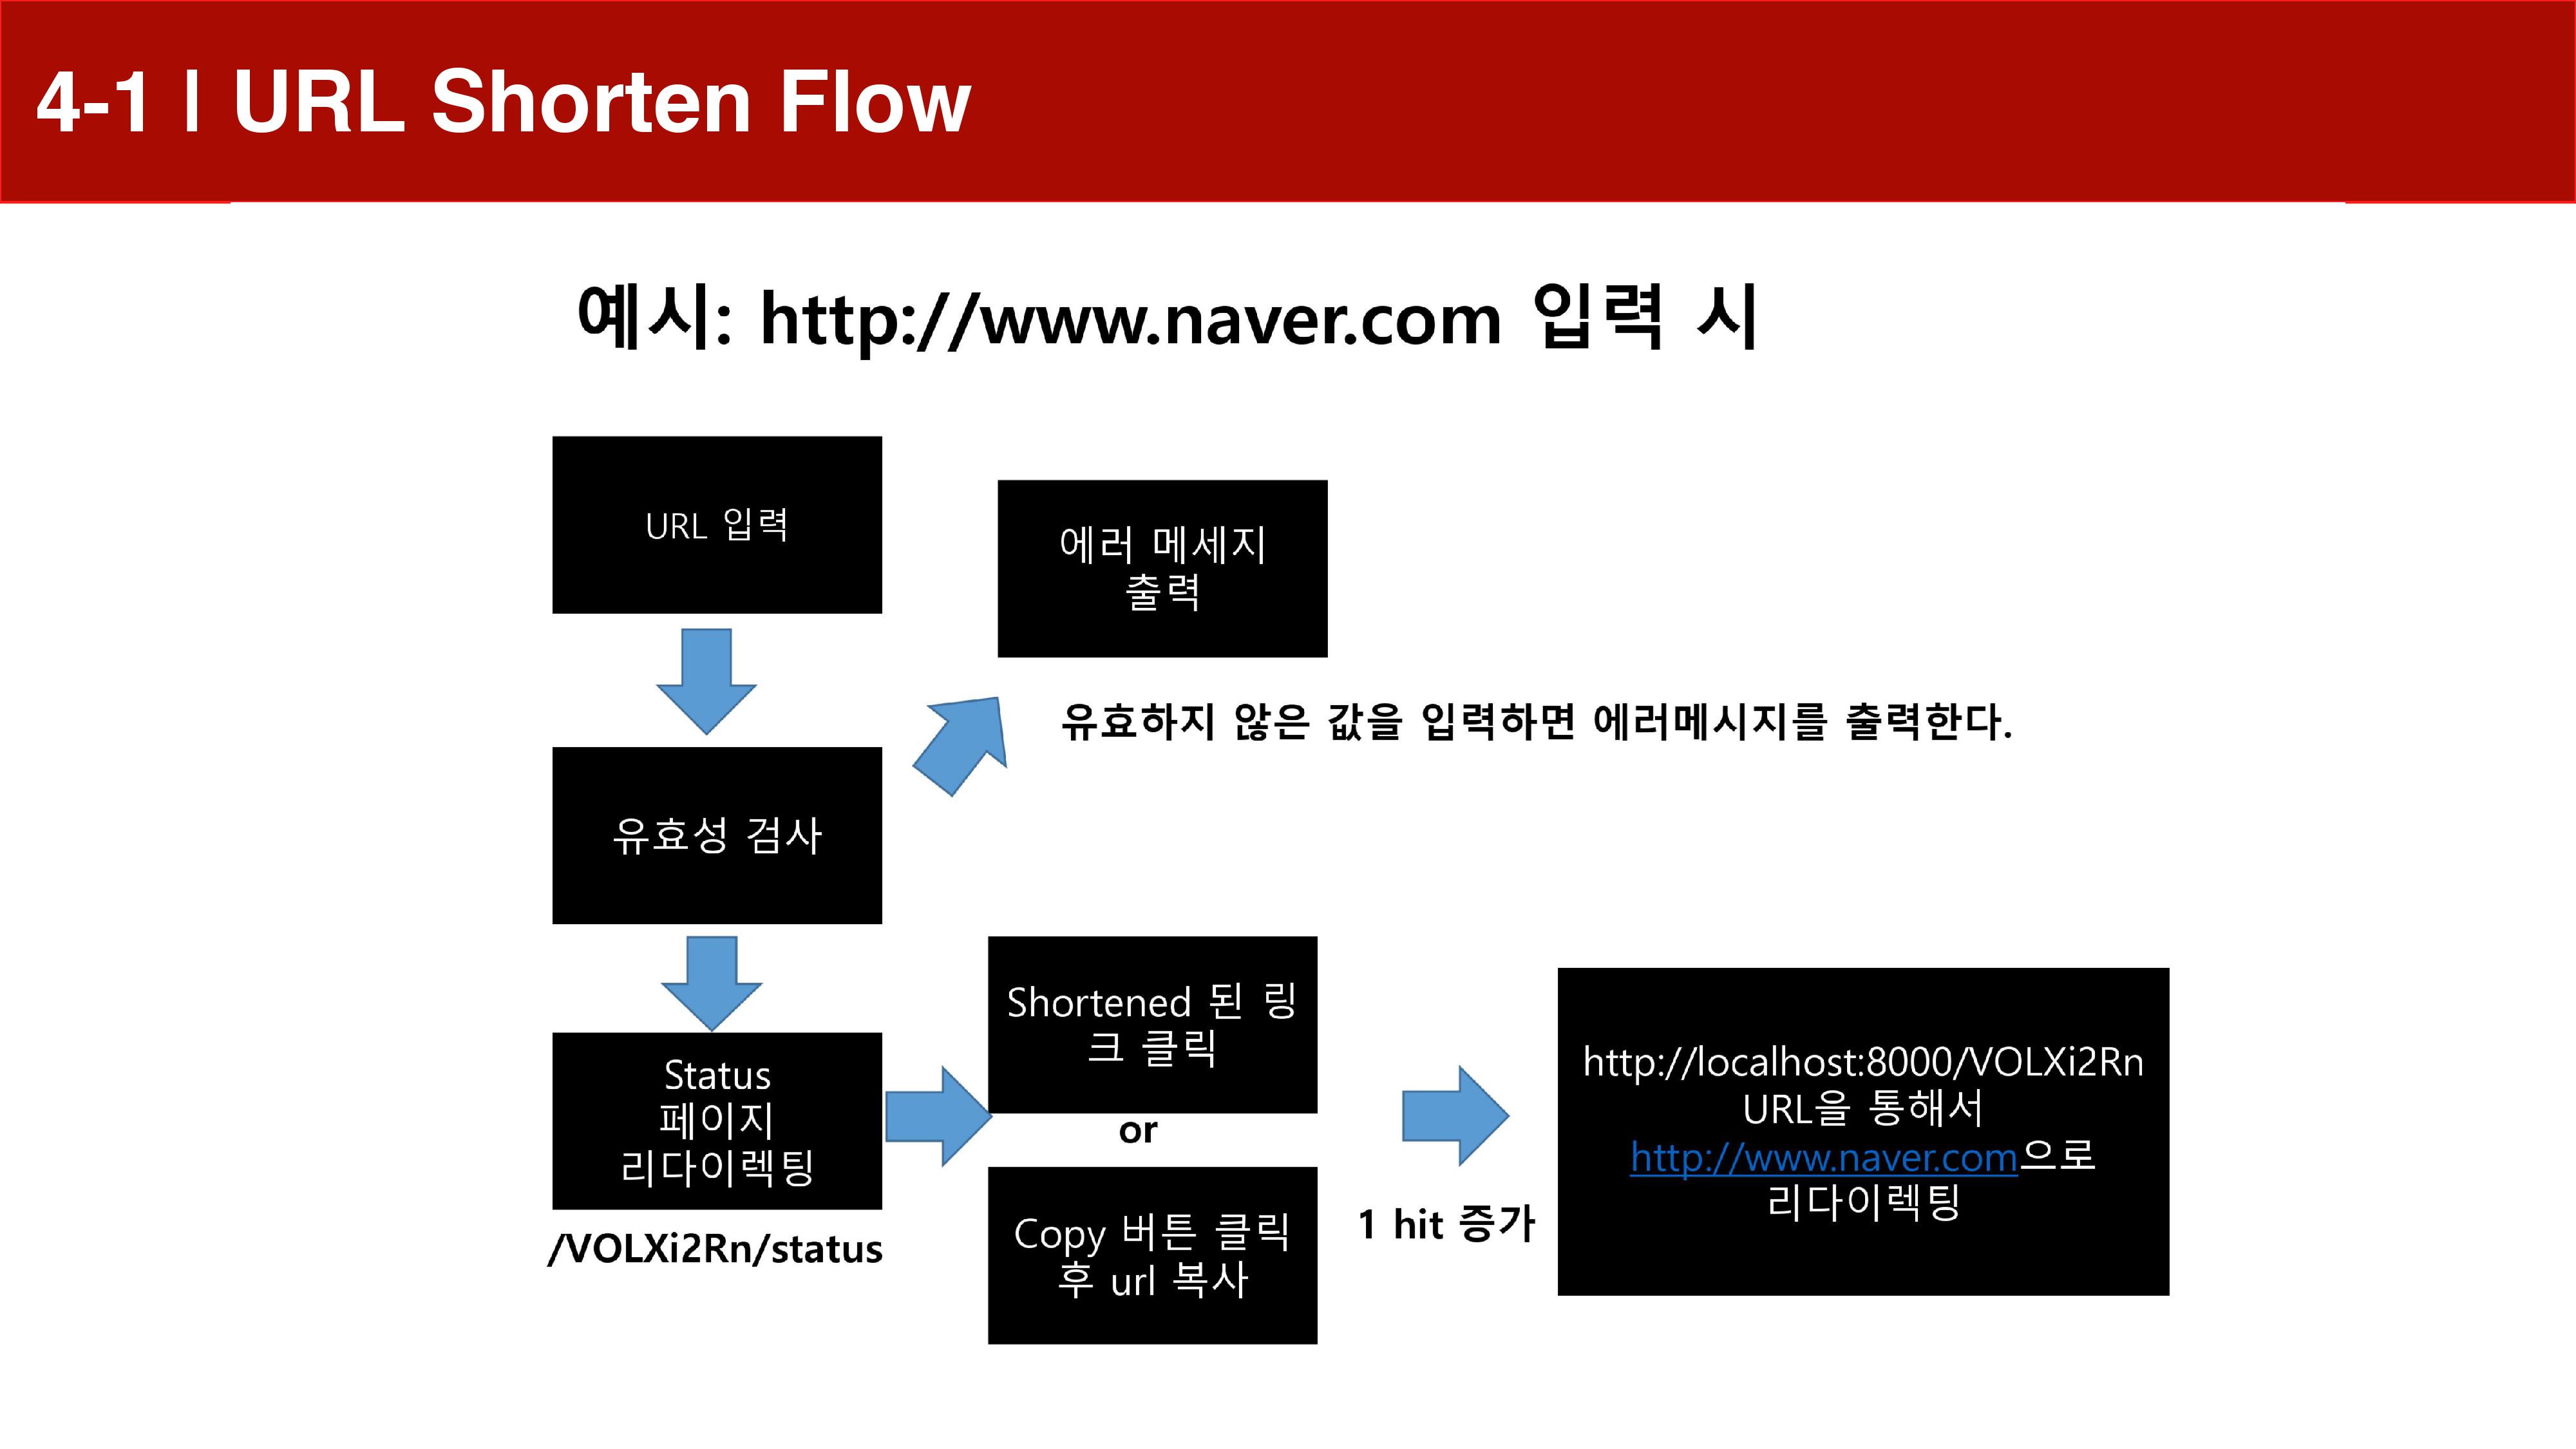 4-1 | URL Shorten Flow
예시: http://www.naver.com 입력 시
URL 입력
에러 메세지
출력
유효하지 않은 값을 입력하면 에러메시지를 출력한다.
유효성 검사
Status
페이지
리다이렉팅
/VOLXi2Rn/status
Shortened 된 링
크 클릭
or
Copy 버튼 클릭
후 url 복사
1 hit 증가
http://localhost:8000/VOLXi2Rn
URL을 통해서
http://www.naver.com으로
리다이렉팅